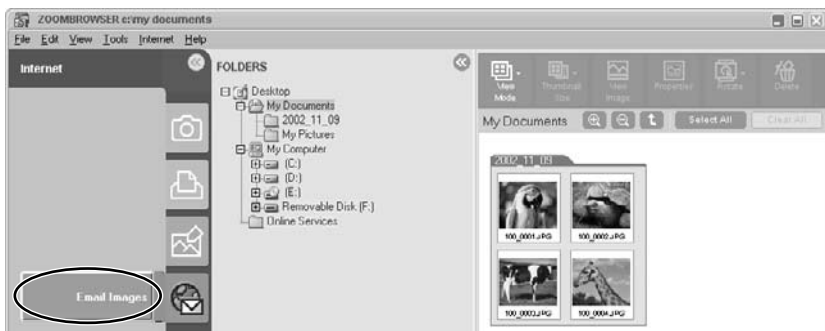 ZOOMBROWSER c:\my documents
File Edit View Tools Internet Help
Internet
Email Images
FOLDERS
Desktop
My Documents
2002_11_09
My Pictures
My Computer
(C:)
(D:)
(E:)
Removable Disk (F:)
Online Services
View Mode
Thumbnail Size
View Image
Properties
Rotate
Delete
My Documents Select All Clear All
2002_11_09
100_0001.JPG 100_0002.JPG
100_0003.JPG 100_0004.JPG